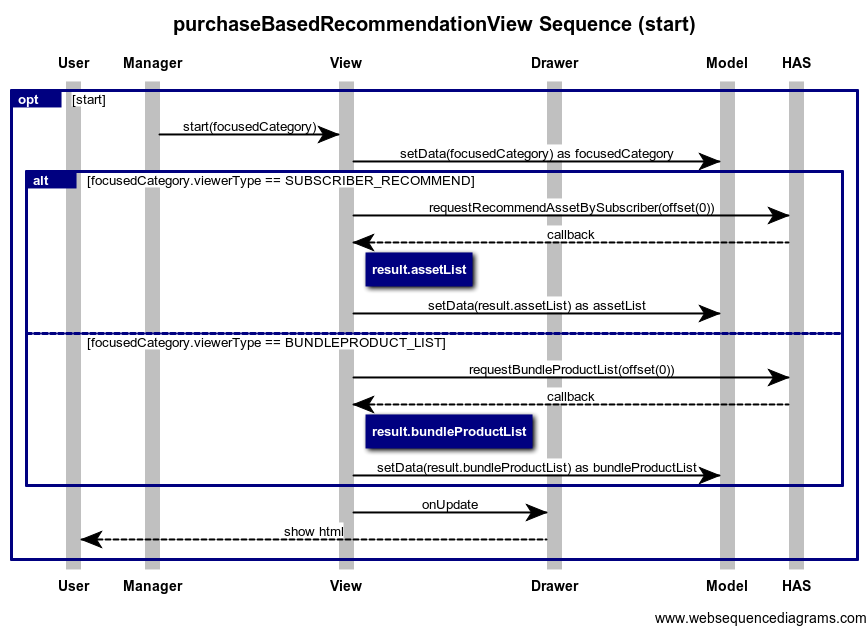 purchaseBasedRecommendationView Sequence (start)
User Manager View Drawer Model HAS
opt [start]
start(focusedCategory)
setData(focusedCategory) as focusedCategory
alt [focusedCategory.viewerType == SUBSCRIBER_RECOMMEND]
requestRecommendAssetBySubscriber(offset(0))
callback
result.assetList
setData(result.assetList) as assetList
[focusedCategory.viewerType == BUNDLEPRODUCT_LIST]
requestBundleProductList(offset(0))
callback
result.bundleProductList
setData(result.bundleProductList) as bundleProductList
onUpdate
show html
User Manager View Drawer Model HAS
www.websequencediagrams.com